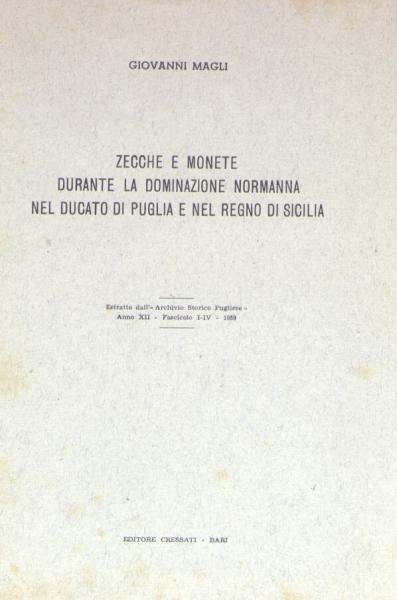 GIOVANNI MAGLI
ZECCHE E MONETE
DURANTE LA DOMINAZIONE NORMANNA
NEL DUCATO DI PUGLIA E NEL REGNO DI SICILIA
Estratto dall'«Archivio Storico Pugliese»
Anno XII - Fascicolo I-IV - 1959
EDITORE CRESSATI - BARI